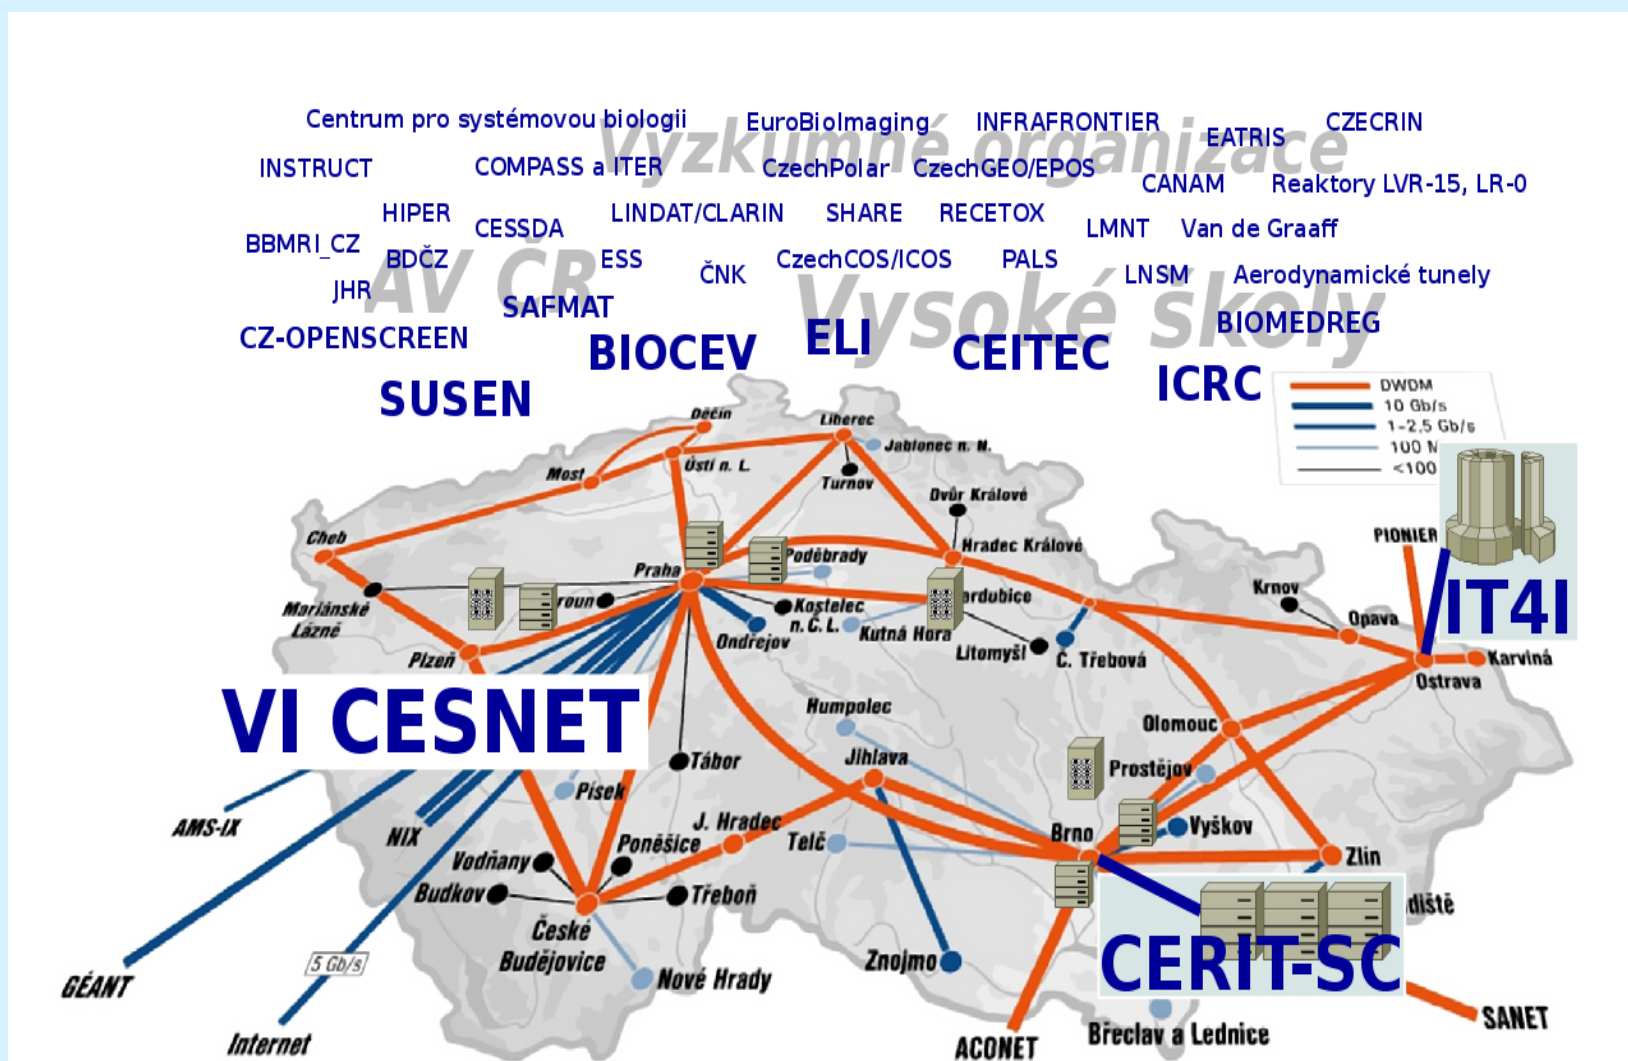 Výzkumné organizace
Centrum pro systémovou biologii
EuroBioImaging
INFRAFRONTIER
EATRIS
CZECRIN
INSTRUCT
COMPASS a ITER
CzechPolar
CzechGEO/EPOS
CANAM
Reaktory LVR-15, LR-0
HIPER
CESSDA
LINDAT/CLARIN
SHARE
RECETOX
LMNT
Van de Graaff
BBMRI_CZ
BDČZ
ESS
ČNK
CzechCOS/ICOS
PALS
LNSM
Aerodynamické tunely
AV ČR
Vysoké školy
JHR
SAFMAT
CZ-OPENSCREEN
BIOCEV
ELI
CEITEC
BIOMEDREG
SUSEN
ICRC
DWDM
10 Gb/s
1-2,5 Gb/s
100
<100
Děčín
Liberec
Jablonec n. N.
Ústí n. L.
Most
Turnov
Dvůr Králové
Cheb
Hradec Králové
PIONIER
Praha
Poděbrady
IT4I
Mariánské
Lázně
roun
Kostelec
n. Č. L.
ardubice
Krnov
Opava
Ondřejov
Kutná Hora
Litomyšl
Č. Třebová
Plzeň
Karviná
Ostrava
VI CESNET
Humpolec
Olomouc
Tábor
Jihlava
Prostějov
Písek
AMS-IX
NIX
J. Hradec
Poněšice
Telč
Brno
Vyškov
Vodňany
Zlín
Budkov
Třeboň
diště
České
Budějovice
5 Gb/s
Znojmo
CERIT-SC
GÉANT
Nové Hrady
Internet
ACONET
Břeclav a Lednice
SANET